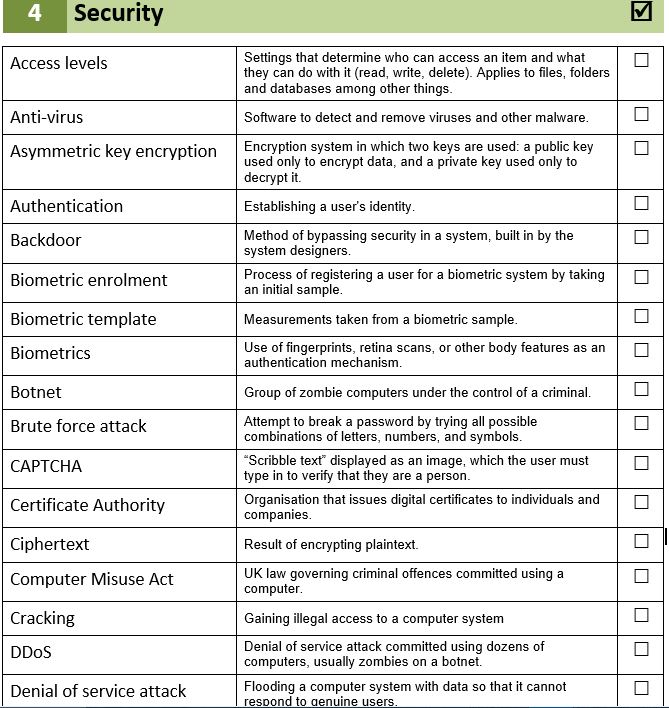 4 Security
Access levels
Settings that determine who can access an item and what
they can do with it (read, write, delete). Applies to files, folders
and databases among other things.
Anti-virus
Software to detect and remove viruses and other malware.
Asymmetric key encryption
Encryption system in which two keys are used: a public key
used only to encrypt data, and a private key used only to
decrypt it.
Authentication
Establishing a user's identity.
Backdoor
Method of bypassing security in a system, built in by the
system designers.
Biometric enrolment
Process of registering a user for a biometric system by taking
an initial sample.
Biometric template
Measurements taken from a biometric sample.
Biometrics
Use of fingerprints, retina scans, or other body features as an
authentication mechanism.
Botnet
Group of zombie computers under the control of a criminal.
Brute force attack
Attempt to break a password by trying all possible
combinations of letters, numbers, and symbols.
CAPTCHA
“Scribble text” displayed as an image, which the user must
type in to verify that they are a person.
Certificate Authority
Organisation that issues digital certificates to individuals and
companies.
Ciphertext
Result of encrypting plaintext.
Computer Misuse Act
UK law governing criminal offences committed using a
computer.
Cracking
Gaining illegal access to a computer system
DDoS
Denial of service attack committed using dozens of
computers, usually zombies on a botnet.
Denial of service attack
Flooding a computer system with data so that it cannot
respond to genuine users.